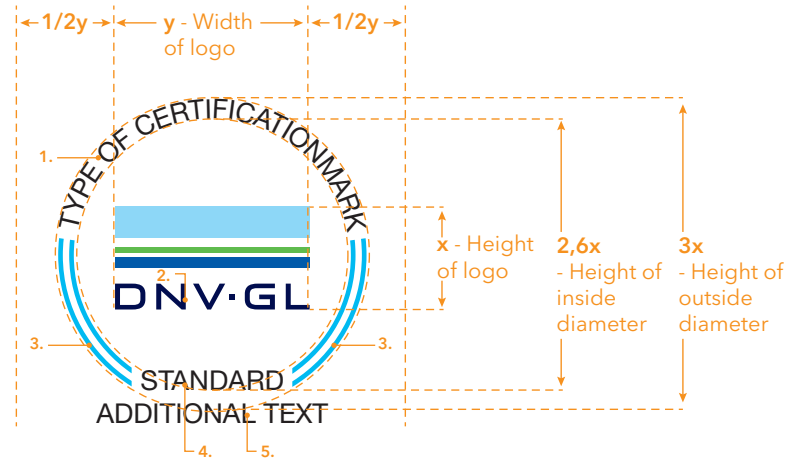 1/2y
y - Width
of logo
1/2y
TYPE OF CERTIFICATIONMARK
1.
x - Height
of logo
2,6x
- Height of
inside
diameter
3x
- Height of
outside
diameter
2.
DNV·GL
3.
3.
STANDARD
ADDITIONAL TEXT
4.
5.